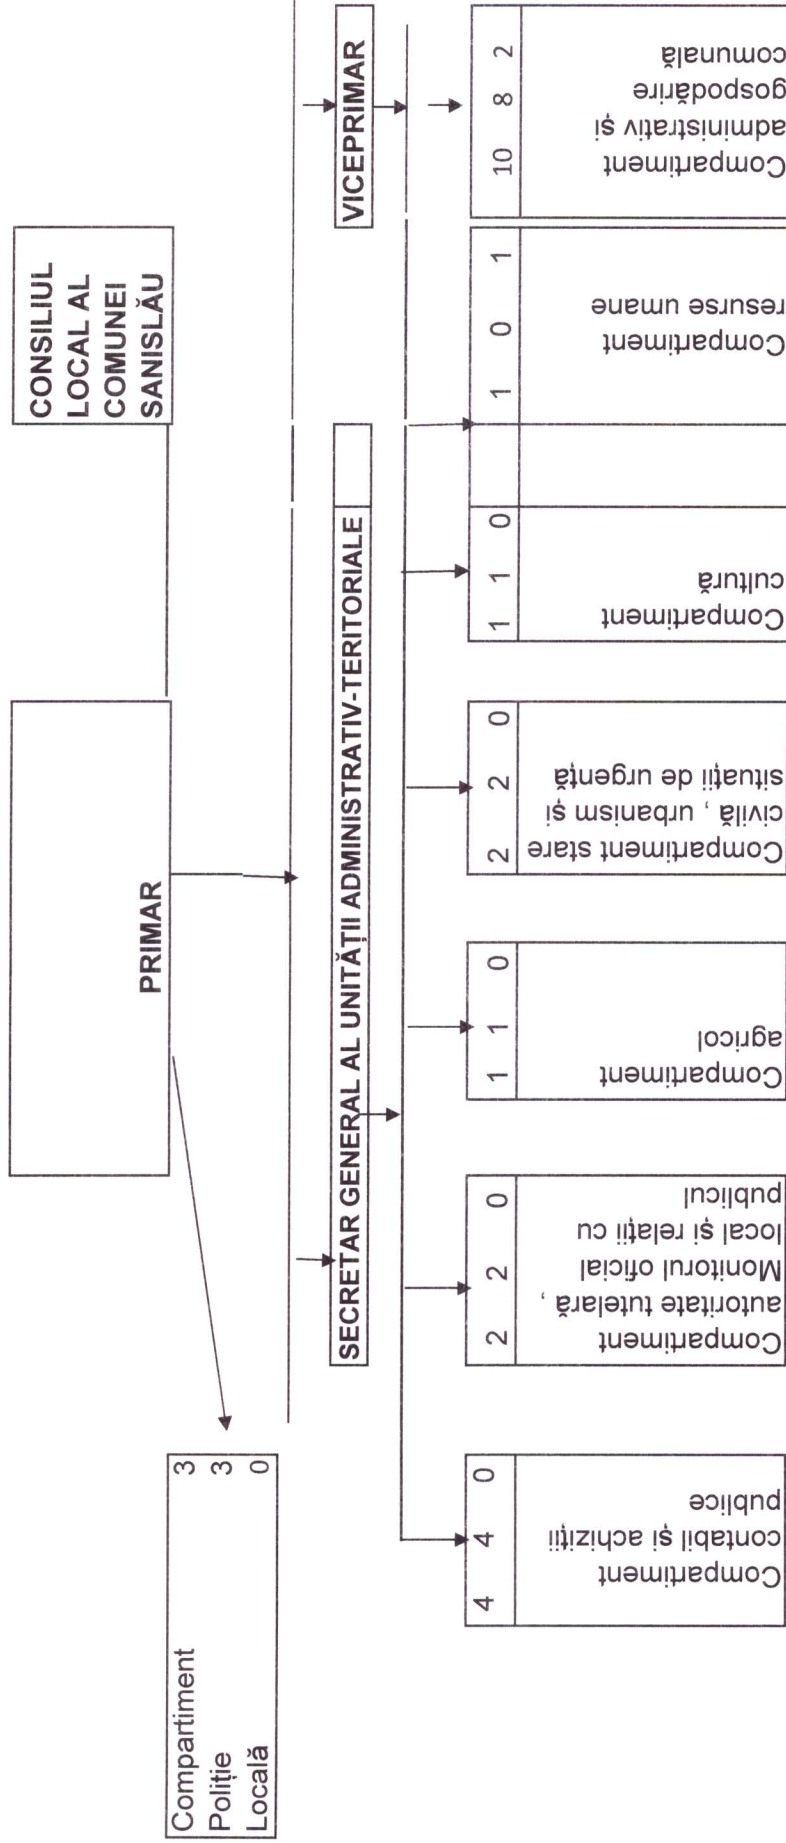 CONSILIUL
LOCAL AL
COMUNEI
SANISLĂU
PRIMAR
Compartiment 3
Poliție 3
Locală 0
SECRETAR GENERAL AL UNITĂȚII ADMINISTRATIV-TERITORIALE
VICEPRIMAR
4 4 0
Compartiment
contabil și achiziții
publice
2 2 0
Compartiment
autoritate tutelară ,
Monitorul oficial
local și relații cu
publicul
1 1 0
Compartiment
agricol
2 2 0
Compartiment stare
civilă , urbanism și
situații de urgență
1 1 0
Compartiment
cultură
1 0 1
Compartiment
resurse umane
10 8 2
Compartiment
administrativ și
gospodărire
comunală